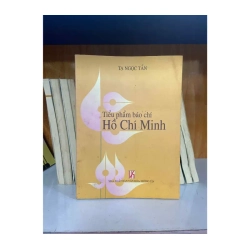 TẠ NGỌC TẤN
Tiểu phẩm báo chí
Hồ Chí Minh